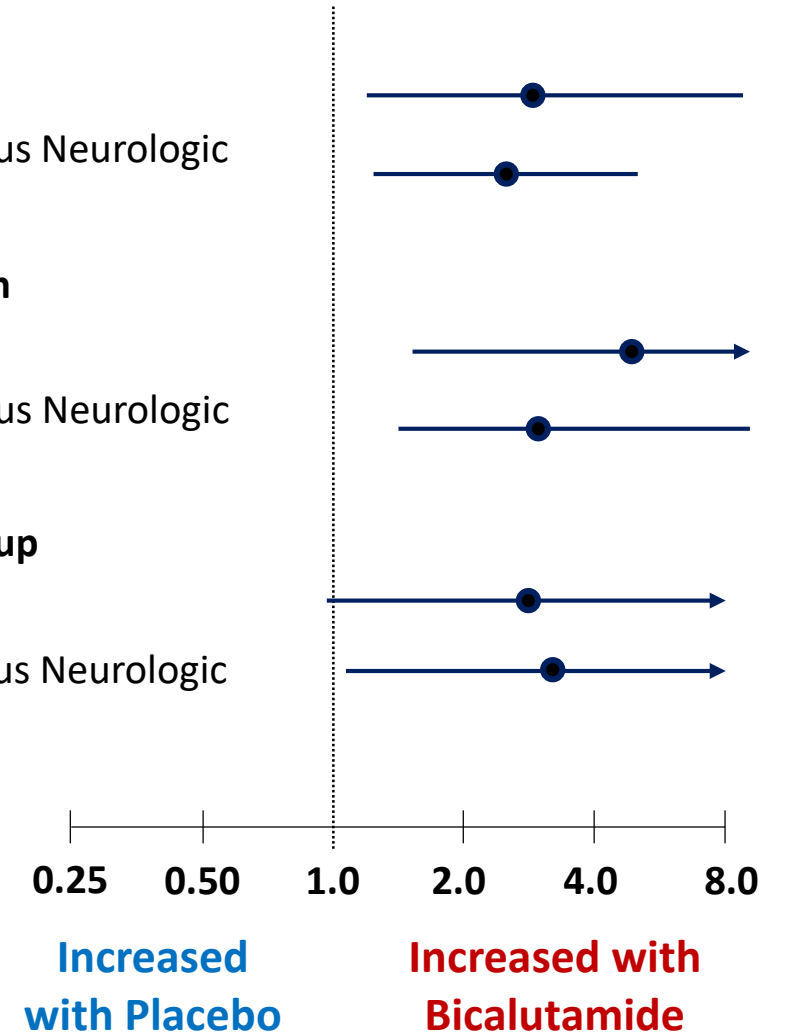 us Neurologic
n
us Neurologic
up
us Neurologic
0.25 0.50 1.0 2.0 4.0 8.0
Increased
with Placebo
Increased with
Bicalutamide